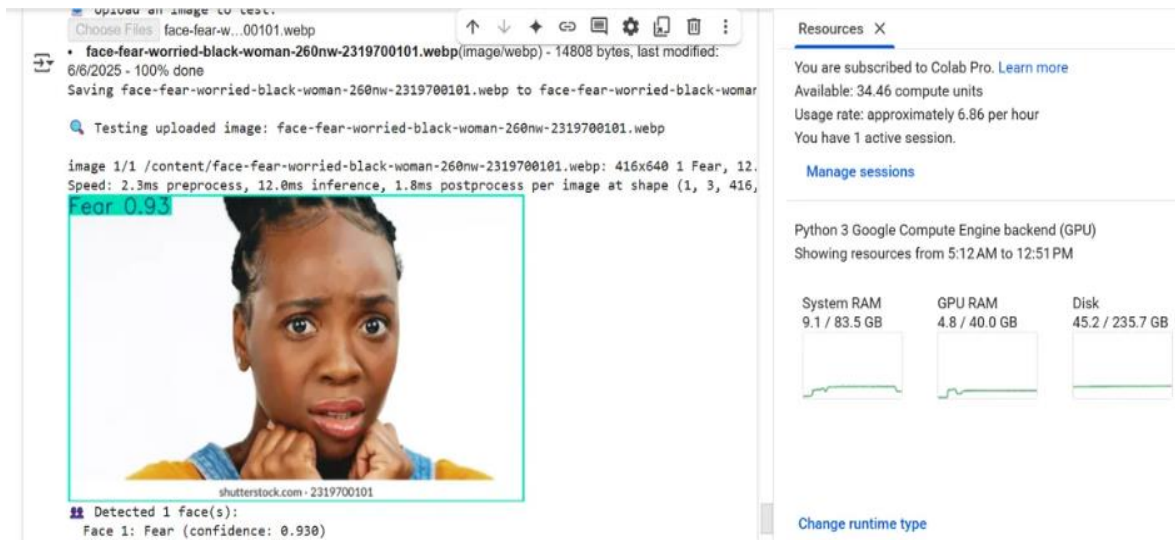 Upload an image to test:
Choose Files face-fear-w...00101.webp
• face-fear-worried-black-woman-260nw-2319700101.webp(image/webp) - 14808 bytes, last modified:
6/6/2025 - 100% done
Saving face-fear-worried-black-woman-260nw-2319700101.webp to face-fear-worried-black-woman
Testing uploaded image: face-fear-worried-black-woman-260nw-2319700101.webp
image 1/1 /content/face-fear-worried-black-woman-260nw-2319700101.webp: 416x640 1 Fear, 12.
Speed: 2.3ms preprocess, 12.0ms inference, 1.8ms postprocess per image at shape (1, 3, 416,
Fear 0.93
shutterstock.com · 2319700101
Detected 1 face(s):
Face 1: Fear (confidence: 0.930)
Resources X
You are subscribed to Colab Pro. Learn more
Available: 34.46 compute units
Usage rate: approximately 6.86 per hour
You have 1 active session.
Manage sessions
Python 3 Google Compute Engine backend (GPU)
Showing resources from 5:12 AM to 12:51 PM
System RAM
9.1 / 83.5 GB
GPU RAM
4.8 / 40.0 GB
Disk
45.2 / 235.7 GB
Change runtime type